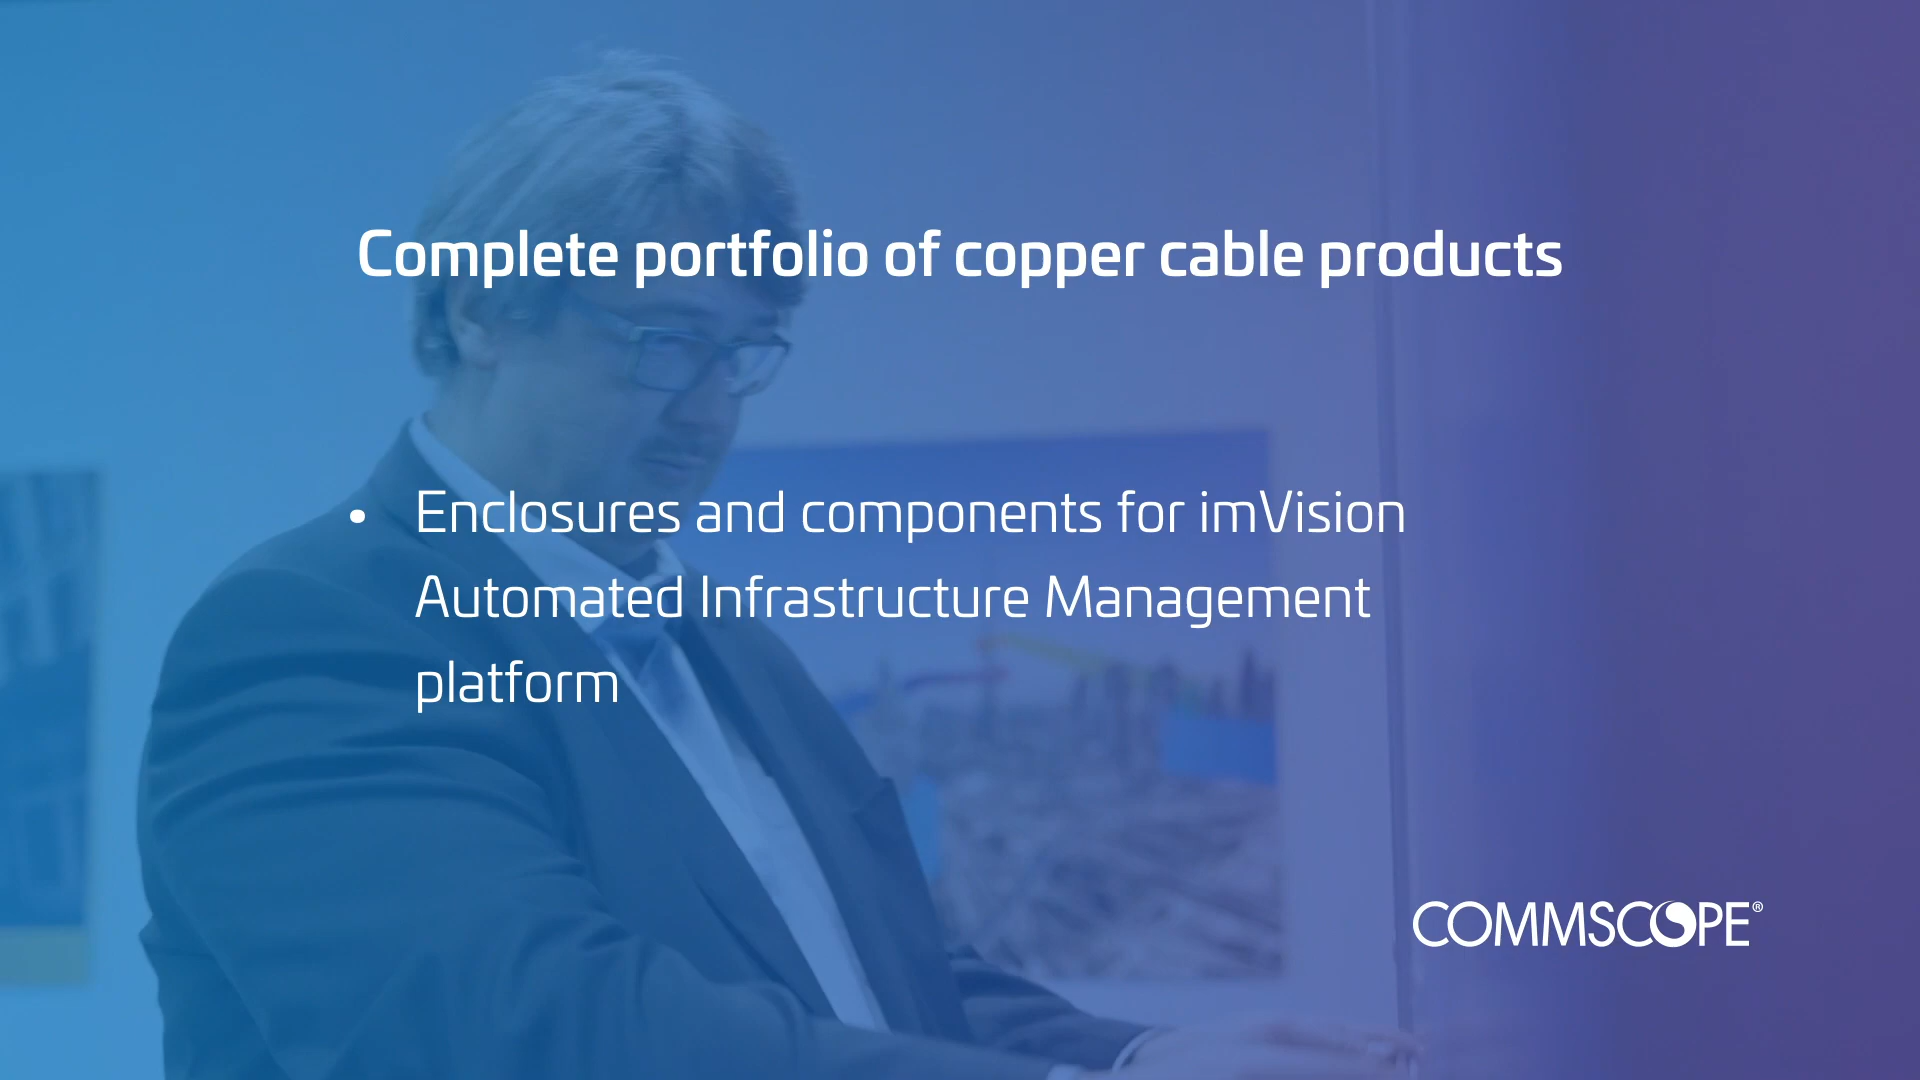 Complete portfolio of copper cable products
• Enclosures and components for imVision
Automated Infrastructure Management
platform
COMMSCOPE®